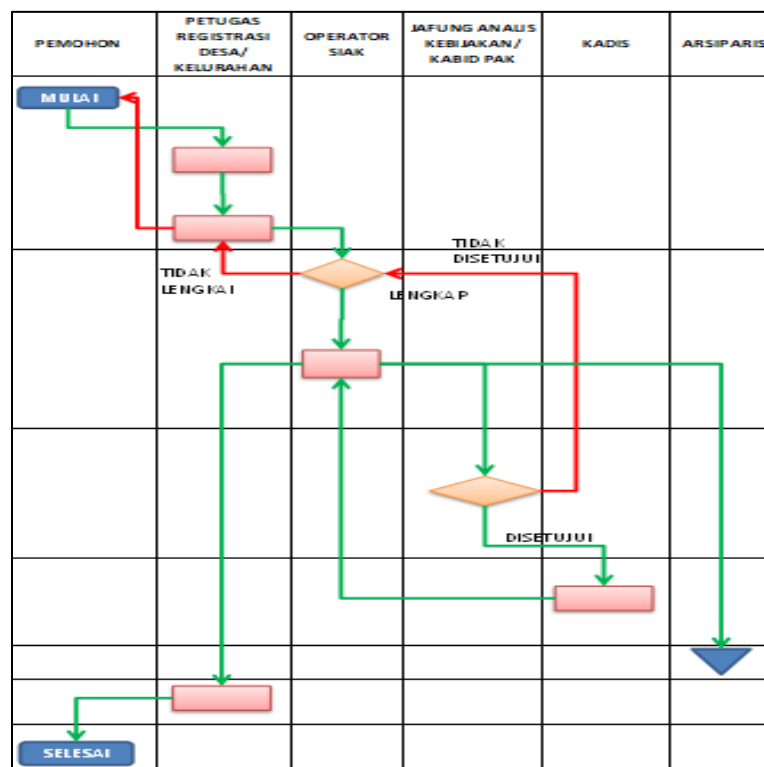 PEMOHON
PETUGAS
REGISTRASI
DESA/
KELURAHAN
OPERATOR
SIAK
JAFUNG ANALIS
KEBIJAKAN/
KABID PAK
KADIS
ARSIPARIS
MULAI
TIDAK
DISETUJUI
TIDAK
LENGKAI
LENGKAP
DISETUJUI
SELESAI